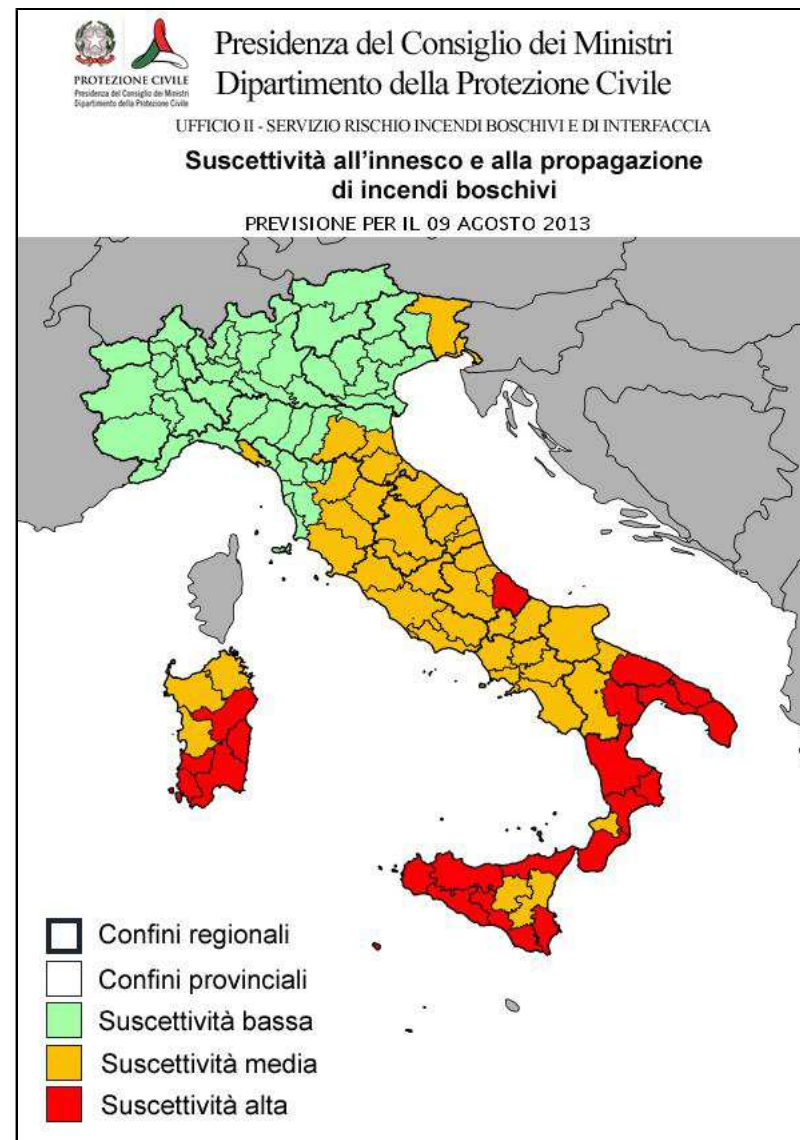 Presidenza del Consiglio dei Ministri
Dipartimento della Protezione Civile
PROTEZIONE CIVILE
Presidenza del Consiglio dei Ministri
Dipartimento della Protezione Civile
UFFICIO II - SERVIZIO RISCHIO INCENDI BOSCHIVI E DI INTERFACCIA
Suscettività all'innesco e alla propagazione
di incendi boschivi
PREVISIONE PER IL 09 AGOSTO 2013
Confini regionali
Confini provinciali
Suscettività bassa
Suscettività media
Suscettività alta